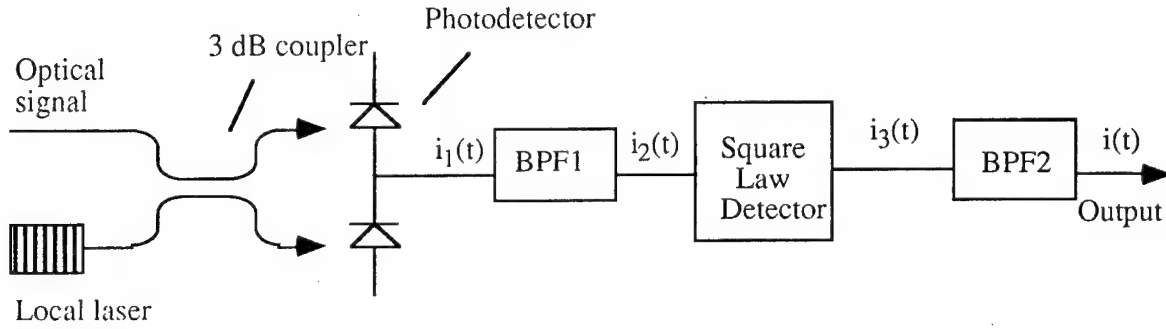 Photodetector
3 dB coupler
Optical
signal
i₁(t)
BPF1
i₂(t)
Square
Law
Detector
i₃(t)
BPF2
i(t)
Output
Local laser